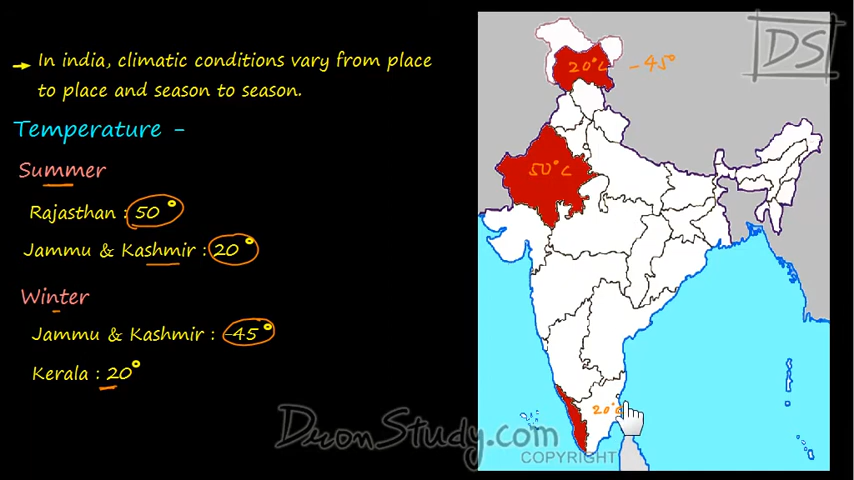 → In india, climatic conditions vary from place
to place and season to season.
Temperature -
Summer
Rajasthan : 50°
Jammu & Kashmir : 20°
Winter
Jammu & Kashmir : -45°
Kerala : 20°
DS
20°C -45°
50°C
20°C
DronStudy.com
COPYRIGHT